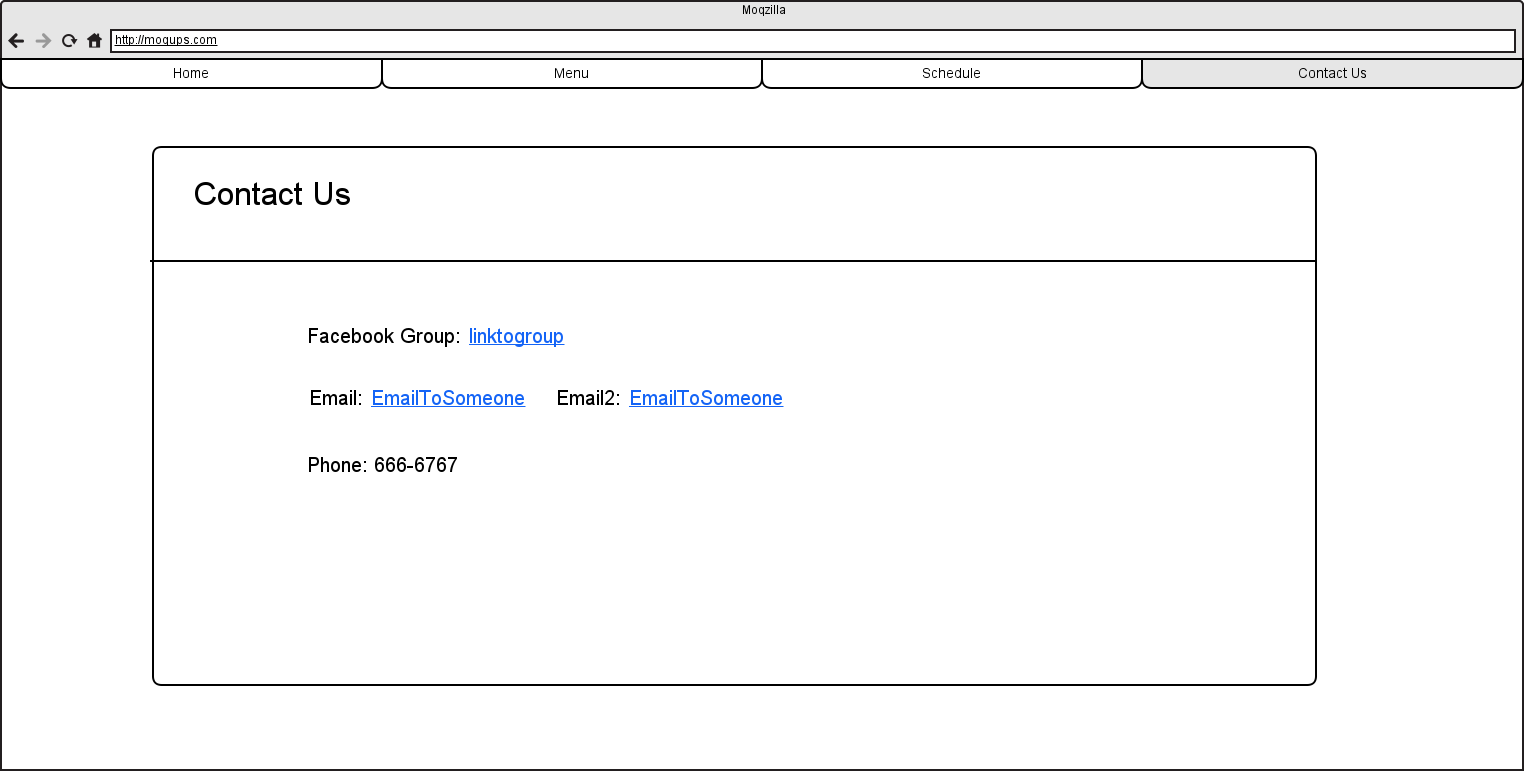 Moqzilla
http://moqups.com
Home Menu Schedule Contact Us
Contact Us
Facebook Group: linktogroup
Email: EmailToSomeone Email2: EmailToSomeone
Phone: 666-6767